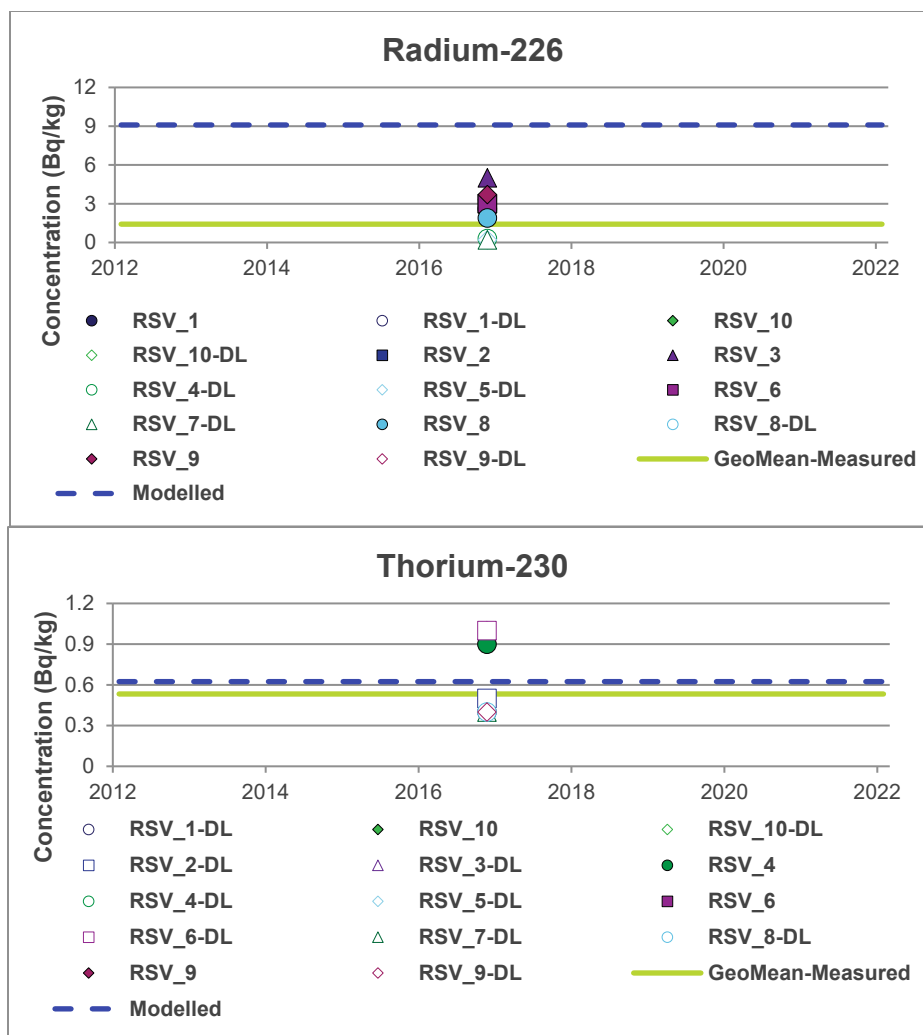 Radium-226
Concentration (Bq/kg)
12
9
6
3
0
2012 2014 2016 2018 2020 2022
RSV_1 RSV_1-DL RSV_10
RSV_10-DL RSV_2 RSV_3
RSV_4-DL RSV_5-DL RSV_6
RSV_7-DL RSV_8 RSV_8-DL
RSV_9 RSV_9-DL GeoMean-Measured
Modelled
Thorium-230
Concentration (Bq/kg)
1.2
0.9
0.6
0.3
0
2012 2014 2016 2018 2020 2022
RSV_1-DL RSV_10 RSV_10-DL
RSV_2-DL RSV_3-DL RSV_4
RSV_4-DL RSV_5-DL RSV_6
RSV_6-DL RSV_7-DL RSV_8-DL
RSV_9 RSV_9-DL GeoMean-Measured
Modelled